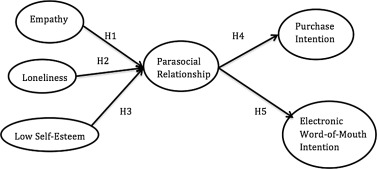 Empathy
H1
H2
Loneliness
H3
Low Self-Esteem
Parasocial
Relationship
H4
Purchase
Intention
H5
Electronic
Word-of-Mouth
Intention